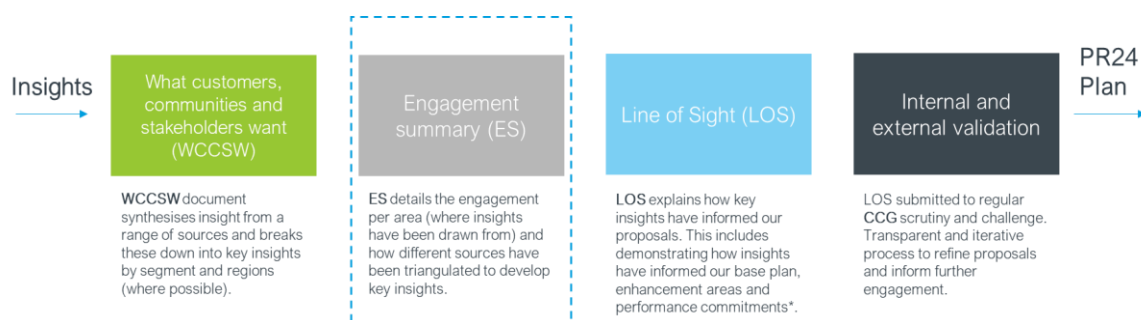 Insights
What customers,
communities and
stakeholders want
(WCCSW)
WCCSW document
synthesises insight from a
range of sources and breaks
these down into key insights
by segment and regions
(where possible).
Engagement
summary (ES)
ES details the engagement
per area (where insights
have been drawn from) and
how different sources have
been triangulated to develop
key insights.
Line of Sight (LOS)
LOS explains how key
insights have informed our
proposals. This includes
demonstrating how insights
have informed our base plan,
enhancement areas and
performance commitments*.
Internal and
external validation
LOS submitted to regular
CCG scrutiny and challenge.
Transparent and iterative
process to refine proposals
and inform further
engagement.
PR24
Plan